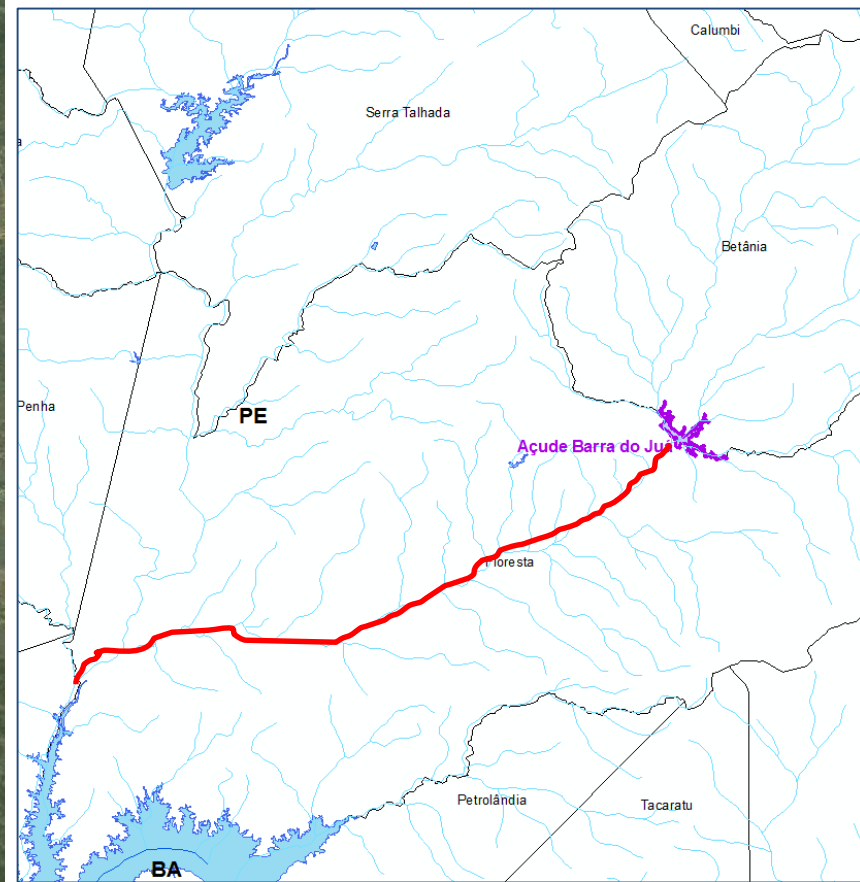 Calumbi
Serra Talhada
a
Betânia
Penha
PE
Açude Barra do Juá
Floresta
Petrolândia
Tacaratu
BA